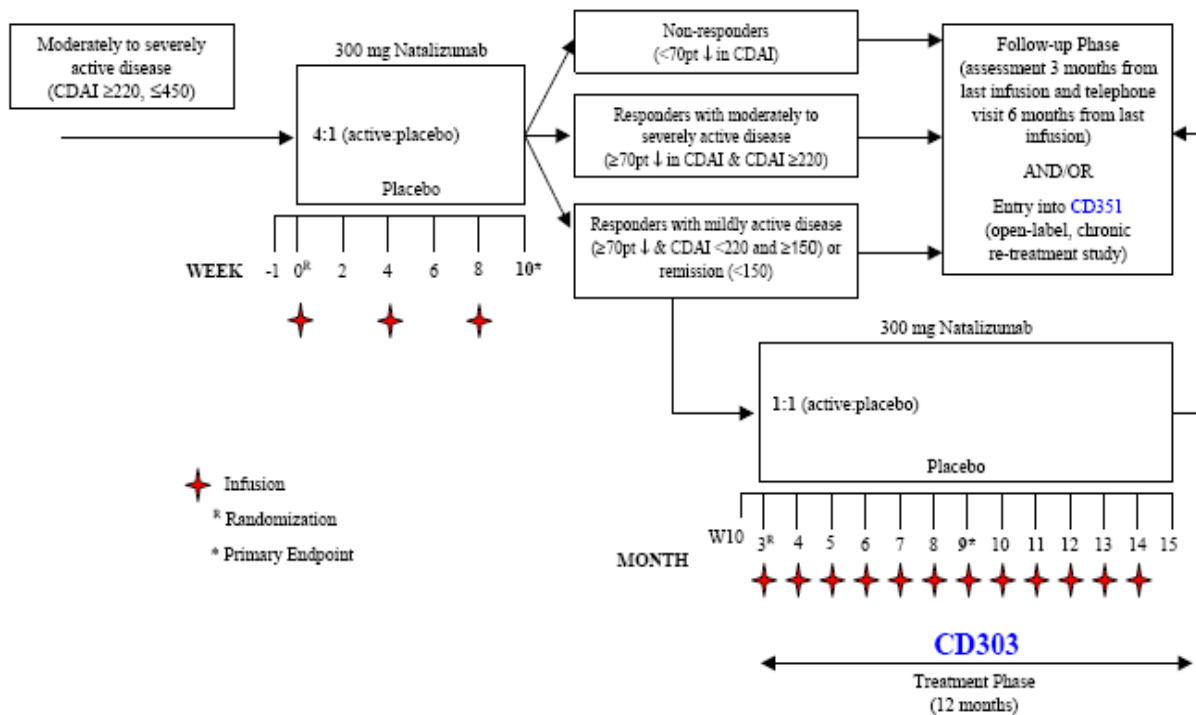 Moderately to severely
active disease
(CDAI ≥220, ≤450)
300 mg Natalizumab
4:1 (active:placebo)
Placebo
WEEK -1 0ᴿ 2 4 6 8 10*
Non-responders
(<70pt ↓ in CDAI)
Responders with moderately to
severely active disease
(≥70pt ↓ in CDAI & CDAI ≥220)
Responders with mildly active disease
(≥70pt ↓ & CDAI <220 and ≥150) or
remission (<150)
Follow-up Phase
(assessment 3 months from
last infusion and telephone
visit 6 months from last
infusion)
AND/OR
Entry into CD351
(open-label, chronic
re-treatment study)
300 mg Natalizumab
1:1 (active:placebo)
Placebo
W10 3ᴿ 4 5 6 7 8 9* 10 11 12 13 14 15
MONTH
Infusion
ᴿ Randomization
* Primary Endpoint
CD303
Treatment Phase
(12 months)